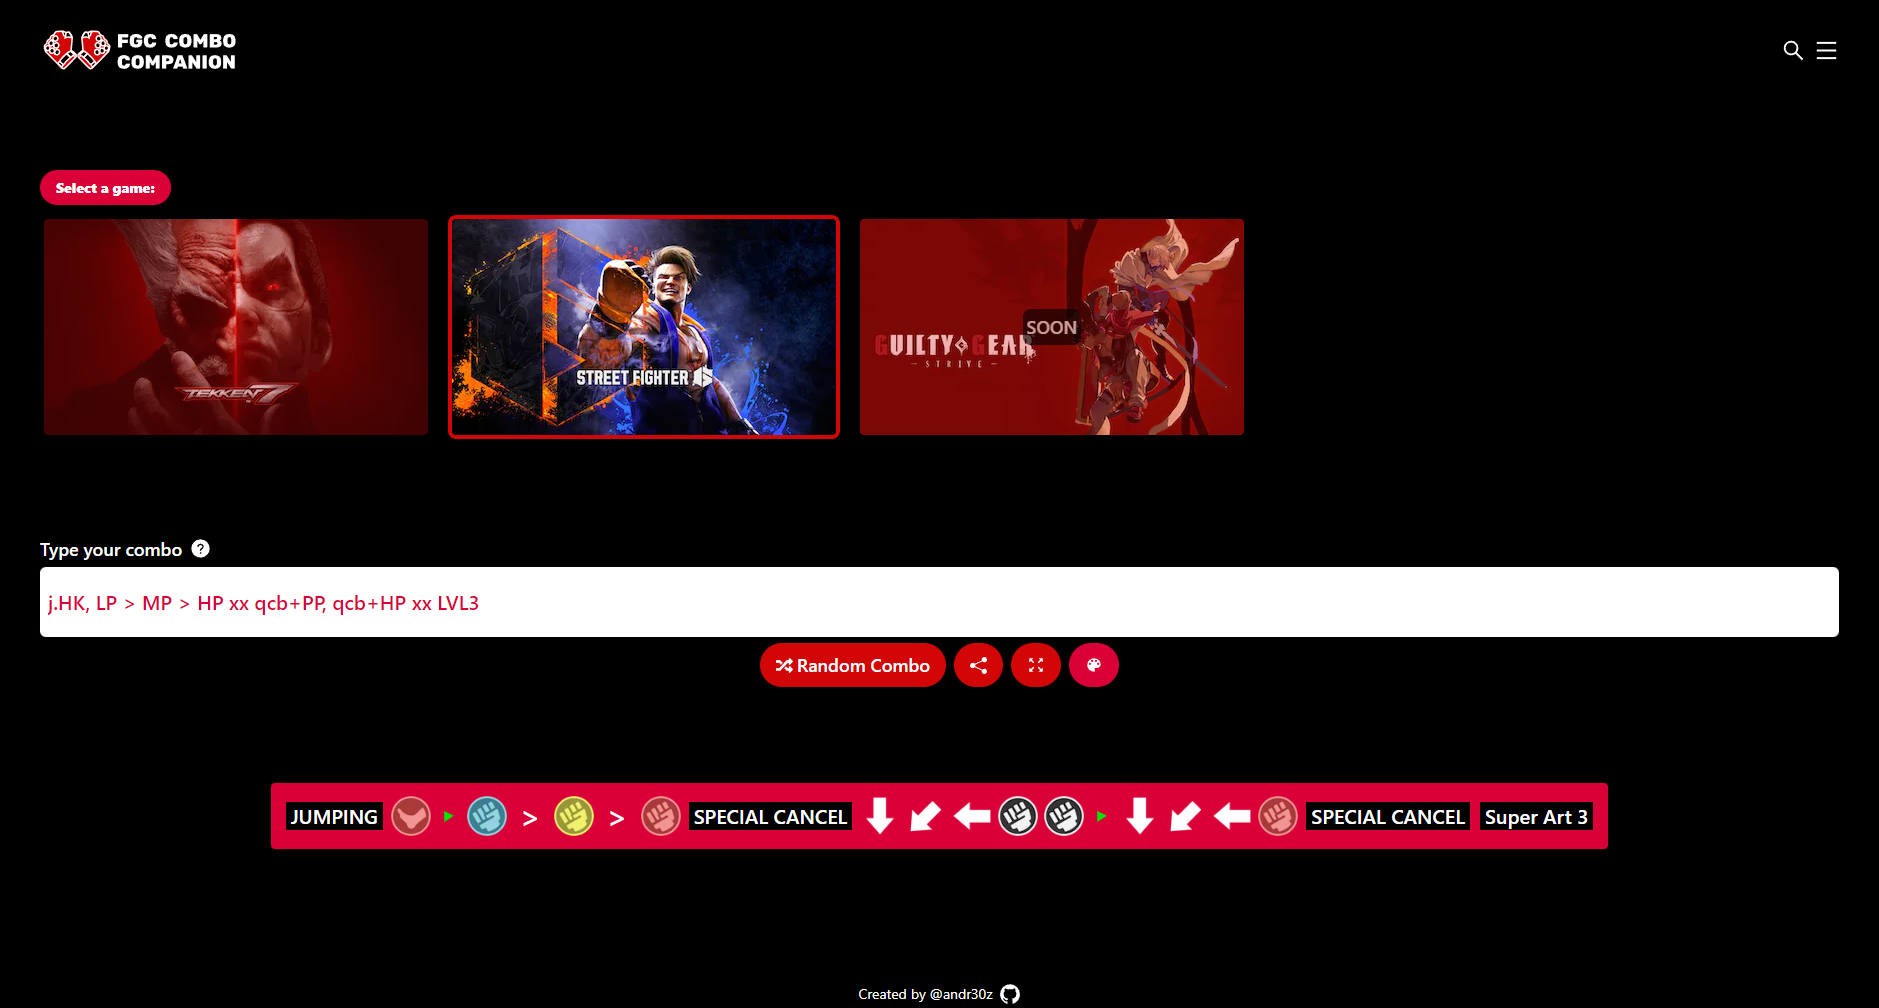 FGC COMBO
COMPANION
Select a game:
TEKKEN 7
STREET FIGHTER 6
SOON
GUILTY GEAR
- STRIVE -
Type your combo ?
j.HK, LP > MP > HP xx qcb+PP, qcb+HP xx LVL3
Random Combo
JUMPING > > SPECIAL CANCEL SPECIAL CANCEL Super Art 3
Created by @andr30z